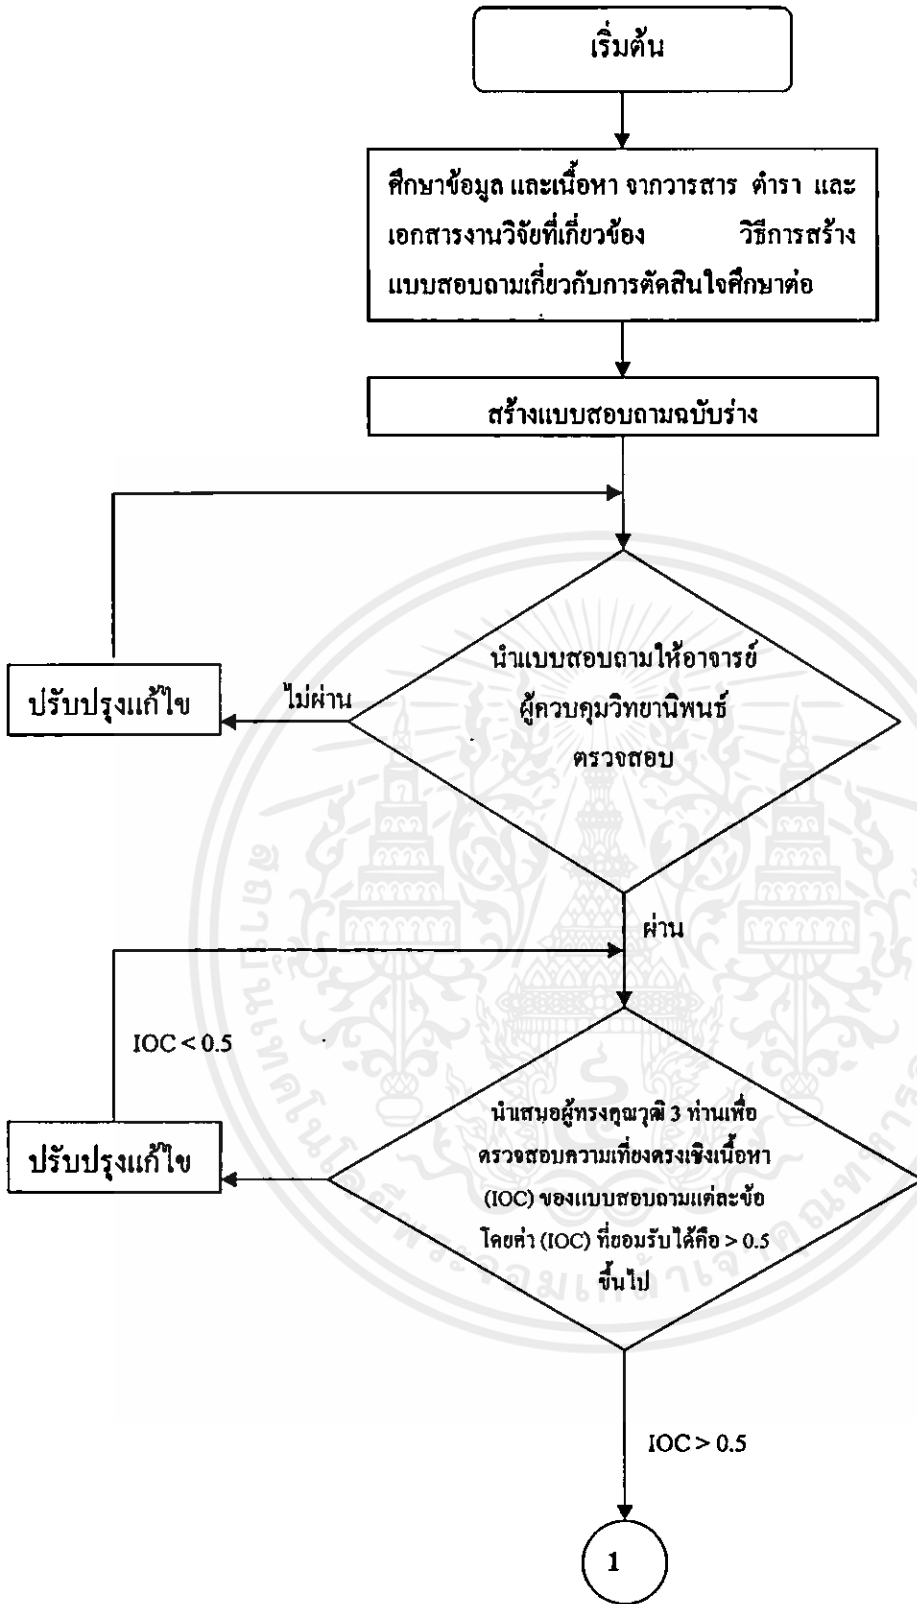 เริ่มต้น
ศึกษาข้อมูล และเนื้อหา จากวารสาร ตำรา และ
เอกสารงานวิจัยที่เกี่ยวข้อง วิธีการสร้าง
แบบสอบถามเกี่ยวกับการตัดสินใจศึกษาต่อ
สร้างแบบสอบถามฉบับร่าง
นำแบบสอบถามให้อาจารย์
ผู้ควบคุมวิทยานิพนธ์
ตรวจสอบ
ไม่ผ่าน
ปรับปรุงแก้ไข
ผ่าน
IOC < 0.5
นำเสนอผู้ทรงคุณวุฒิ 3 ท่านเพื่อ
ตรวจสอบความเที่ยงตรงเชิงเนื้อหา
(IOC) ของแบบสอบถามแต่ละข้อ
โดยค่า (IOC) ที่ยอมรับได้คือ > 0.5
ขึ้นไป
ปรับปรุงแก้ไข
IOC > 0.5
1